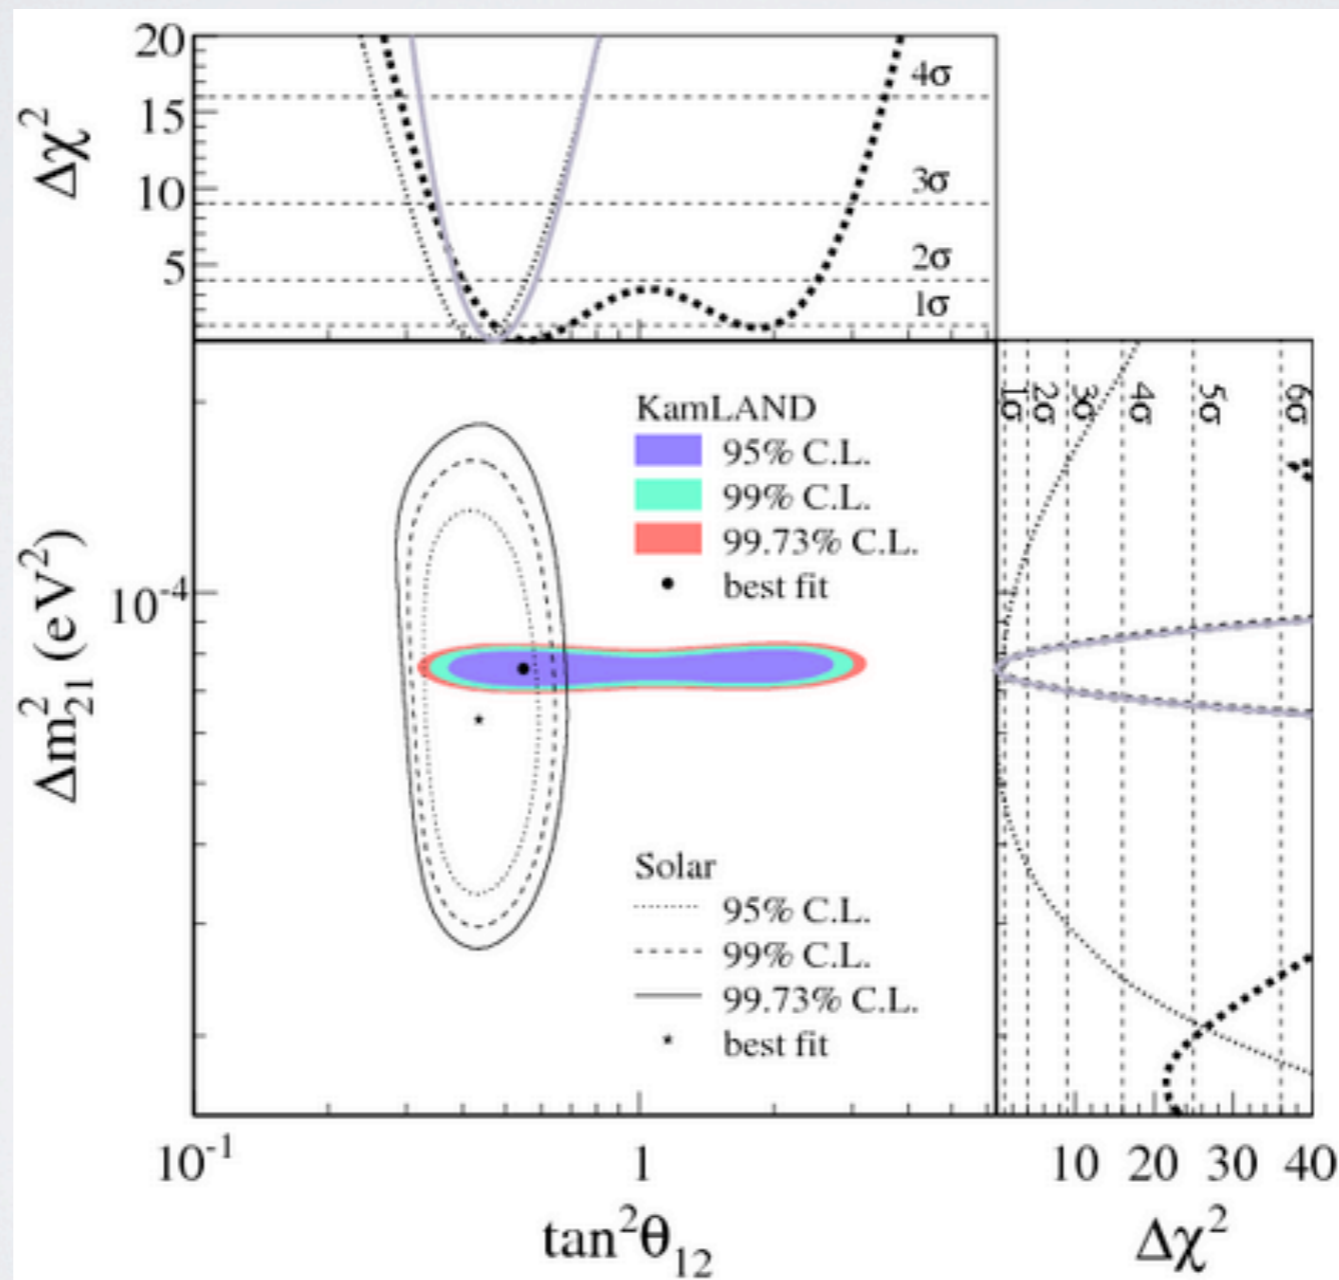 20
15
10
5
Δχ²
4σ
3σ
2σ
1σ
KamLAND
95% C.L.
99% C.L.
99.73% C.L.
best fit
Solar
95% C.L.
99% C.L.
99.73% C.L.
best fit
10⁻⁴
Δm²₂₁ (eV²)
1σ
2σ
3σ
4σ
5σ
6σ
10⁻¹
1
tan²θ₁₂
10 20 30 40
Δχ²